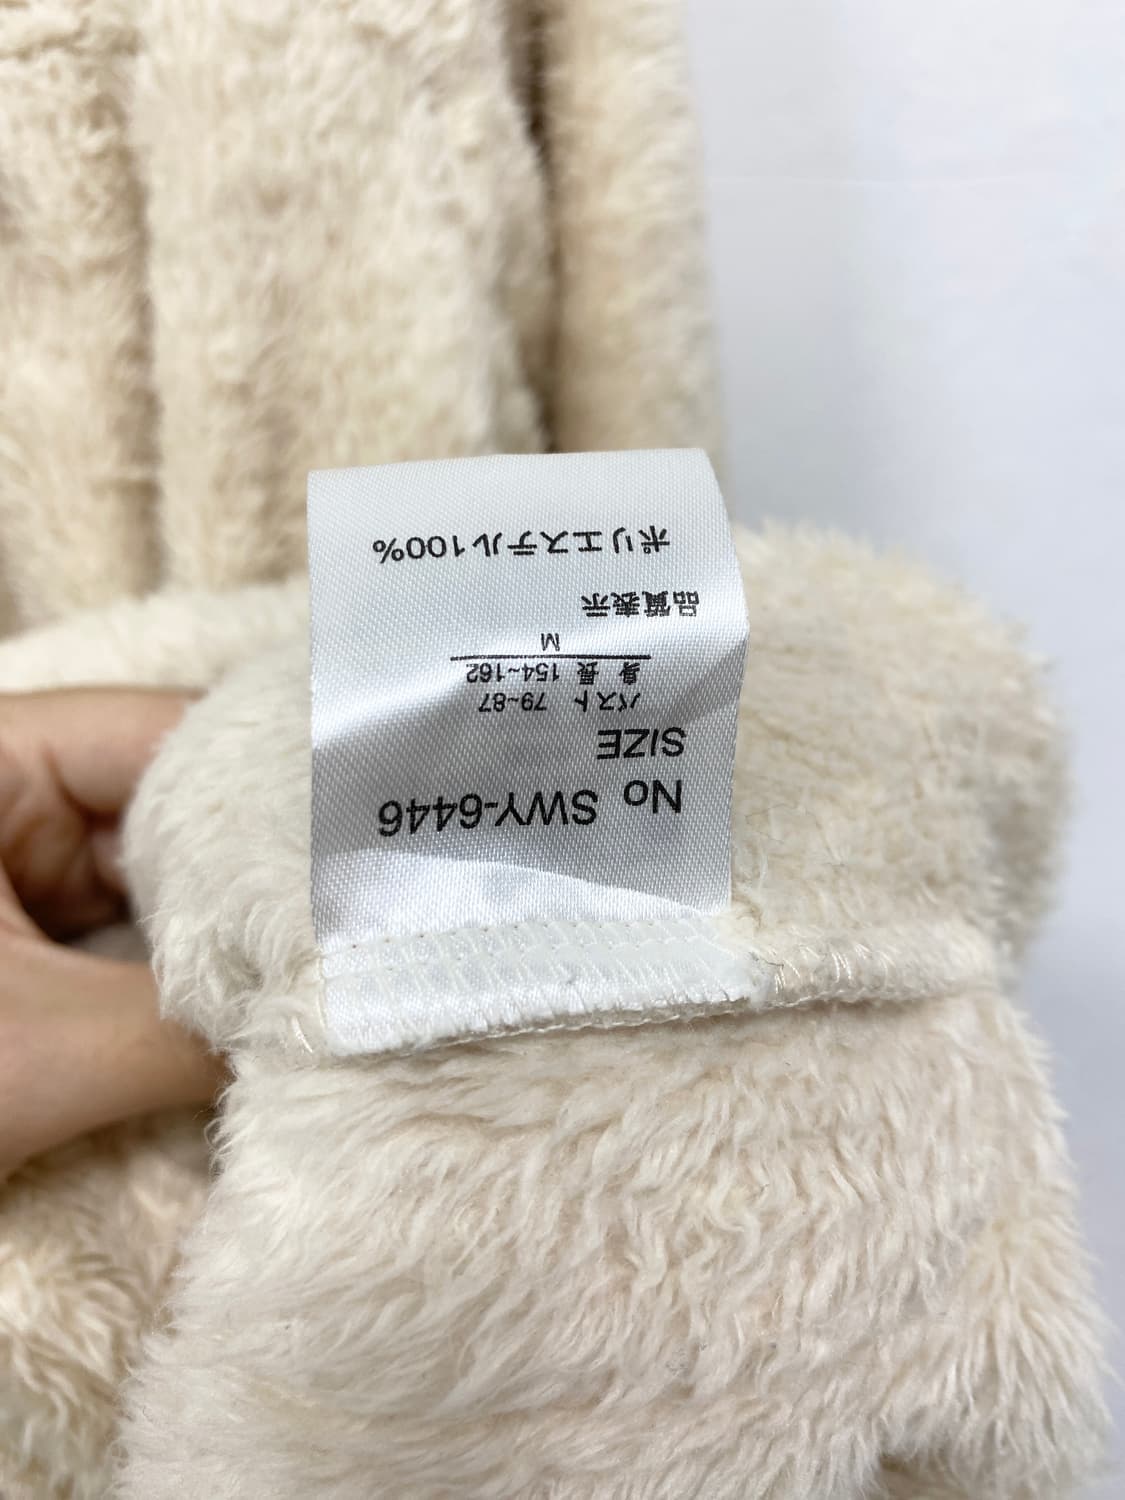 No SWY-6446
SIZE
バスト 79~87
身 長 154~162
M
品質表示
ポリエステル100%